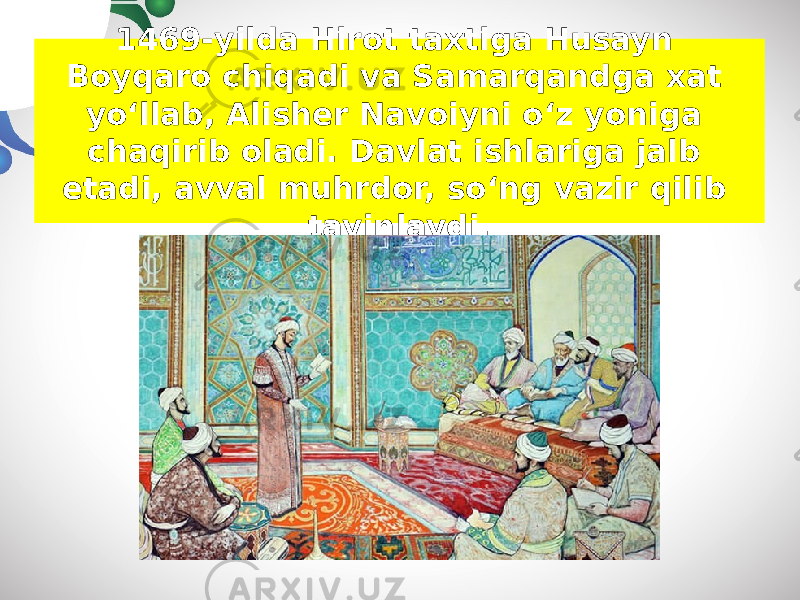 1469-yilda Hirot taxtiga Husayn
Boyqaro chiqadi va Samarqandga xat
yo‘llab, Alisher Navoiyni o‘z yoniga
chaqirib oladi. Davlat ishlariga jalb
etadi, avval muhrdor, so‘ng vazir qilib
tayinlaydi.
ARXIV.UZ